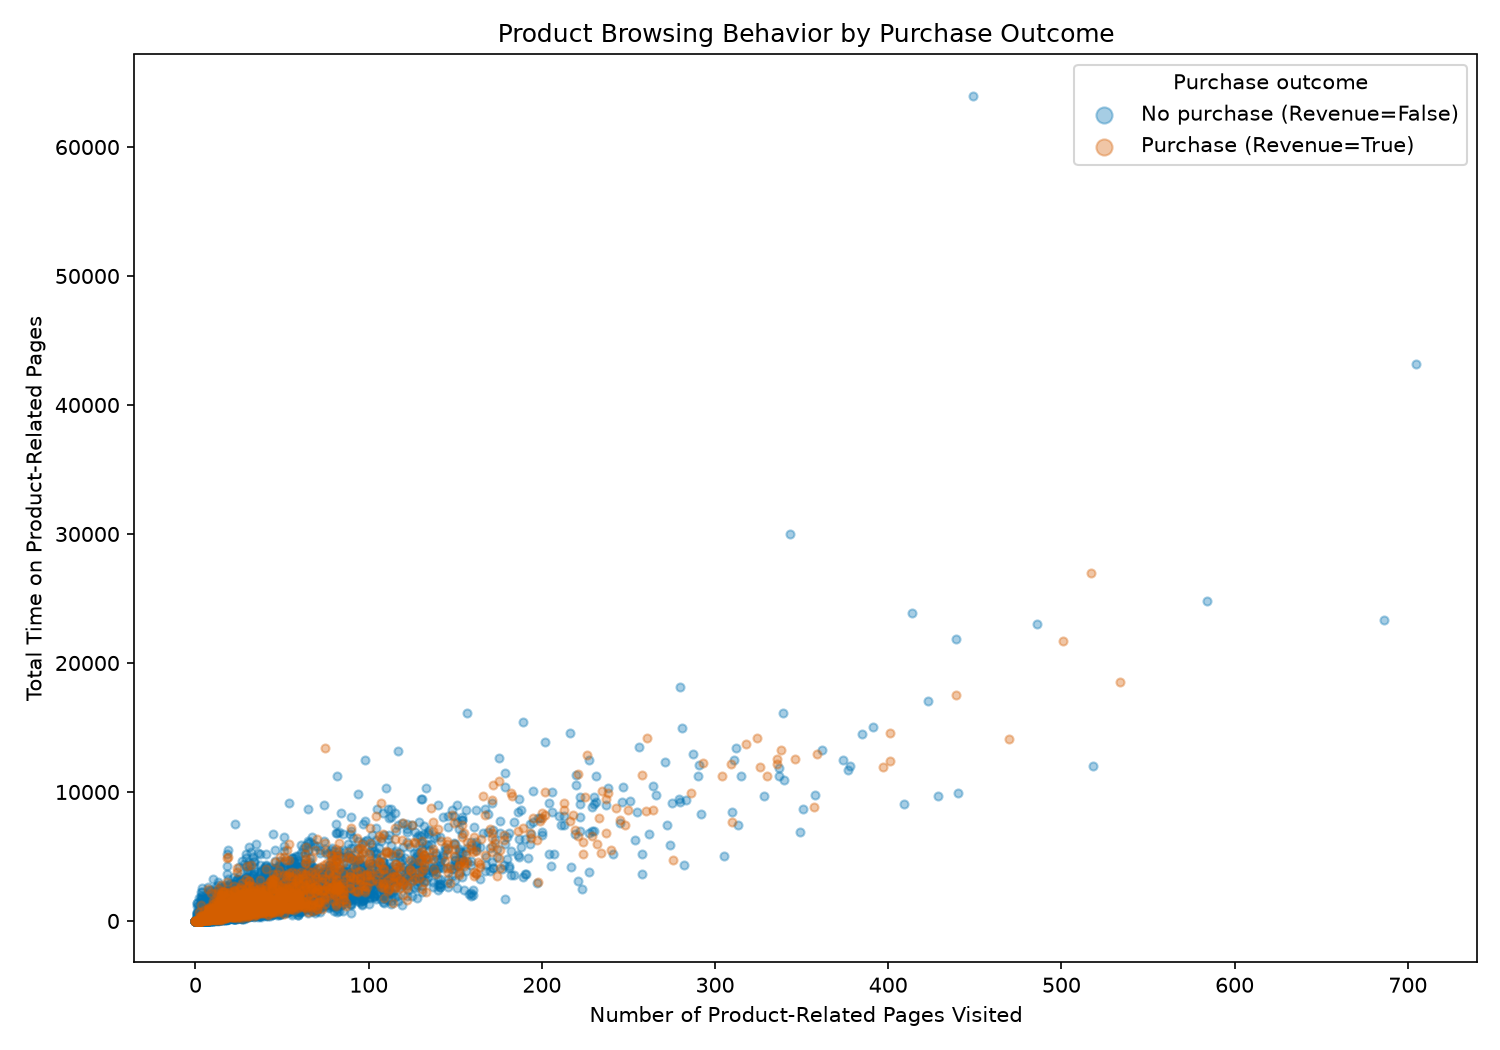 Product Browsing Behavior by Purchase Outcome
Purchase outcome
No purchase (Revenue=False)
Purchase (Revenue=True)
Total Time on Product-Related Pages
60000
50000
40000
30000
20000
10000
0
0 100 200 300 400 500 600 700
Number of Product-Related Pages Visited